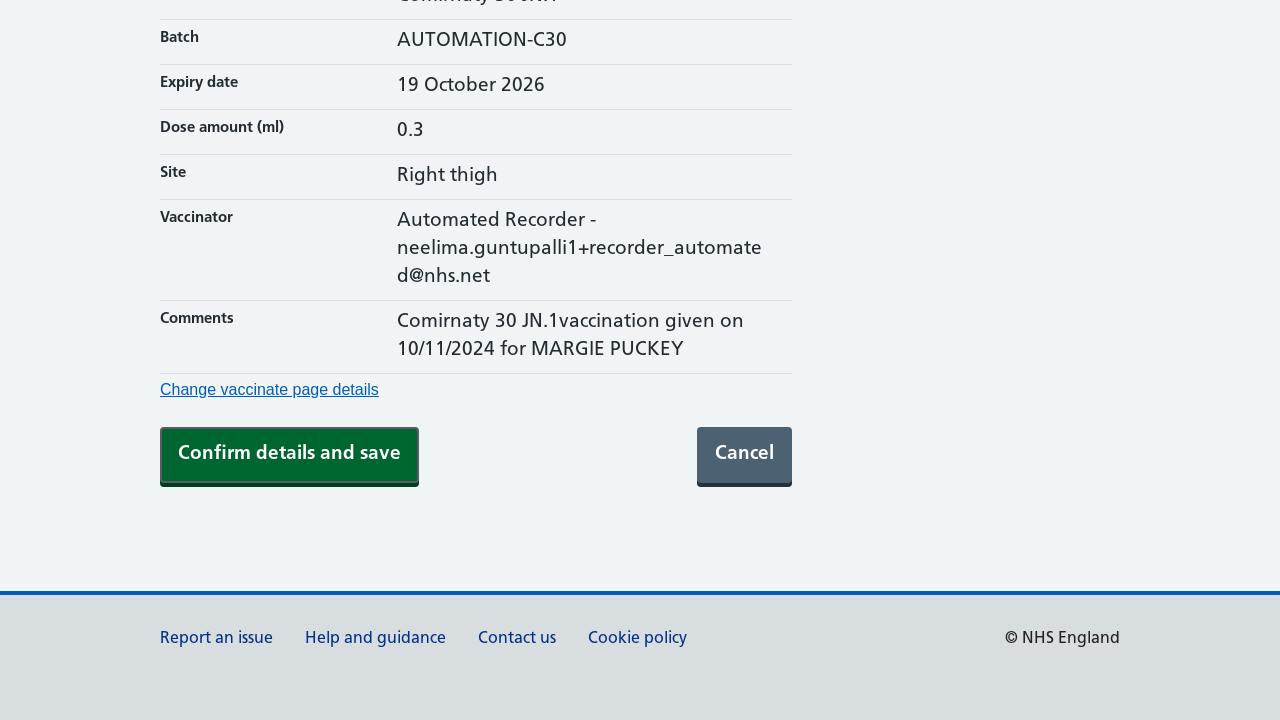 Batch
AUTOMATION-C30
Expiry date
19 October 2026
Dose amount (ml)
0.3
Site
Right thigh
Vaccinator
Automated Recorder -
neelima.guntupalli1+recorder_automate
d@nhs.net
Comments
Comirnaty 30 JN.1vaccination given on
10/11/2024 for MARGIE PUCKEY
Change vaccinate page details
Confirm details and save
Cancel
Report an issue
Help and guidance
Contact us
Cookie policy
© NHS England